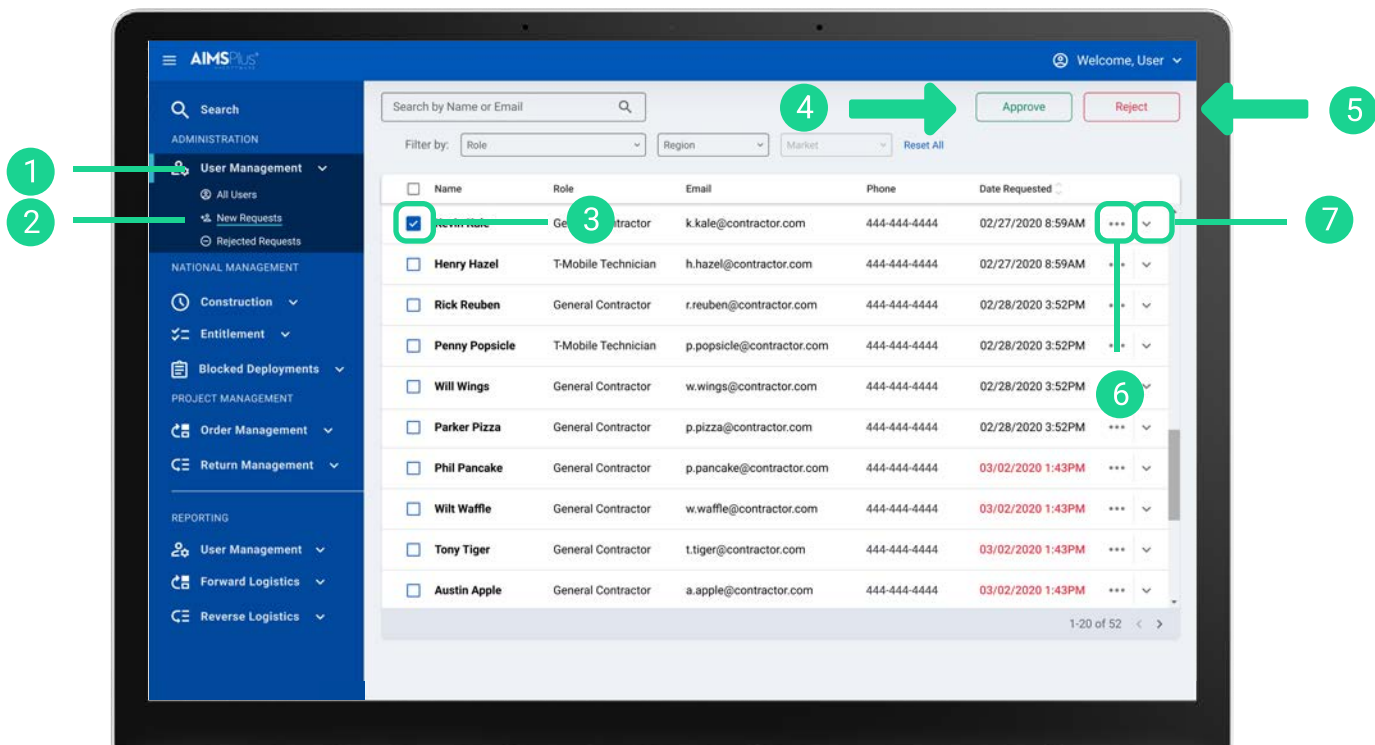 AIMSPlus+
Welcome, User
Search
ADMINISTRATION
User Management
All Users
New Requests
Rejected Requests
NATIONAL MANAGEMENT
Construction
Entitlement
Blocked Deployments
PROJECT MANAGEMENT
Order Management
Return Management
REPORTING
User Management
Forward Logistics
Reverse Logistics
1
2
Search by Name or Email
4
Approve
Reject
5
Filter by: Role Region Market Reset All
Name Role Email Phone Date Requested
3 k.kale@contractor.com 444-444-4444 02/27/2020 8:59AM
7
Henry Hazel T-Mobile Technician h.hazel@contractor.com 444-444-4444 02/27/2020 8:59AM
Rick Reuben General Contractor r.reuben@contractor.com 444-444-4444 02/28/2020 3:52PM
Penny Popsicle T-Mobile Technician p.popsicle@contractor.com 444-444-4444 02/28/2020 3:52PM
Will Wings General Contractor w.wings@contractor.com 444-444-4444 02/28/2020 3:52PM
6
Parker Pizza General Contractor p.pizza@contractor.com 444-444-4444 02/28/2020 3:52PM
Phil Pancake General Contractor p.pancake@contractor.com 444-444-4444 03/02/2020 1:43PM
Wilt Waffle General Contractor w.waffle@contractor.com 444-444-4444 03/02/2020 1:43PM
Tony Tiger General Contractor t.tiger@contractor.com 444-444-4444 03/02/2020 1:43PM
Austin Apple General Contractor a.apple@contractor.com 444-444-4444 03/02/2020 1:43PM
1-20 of 52